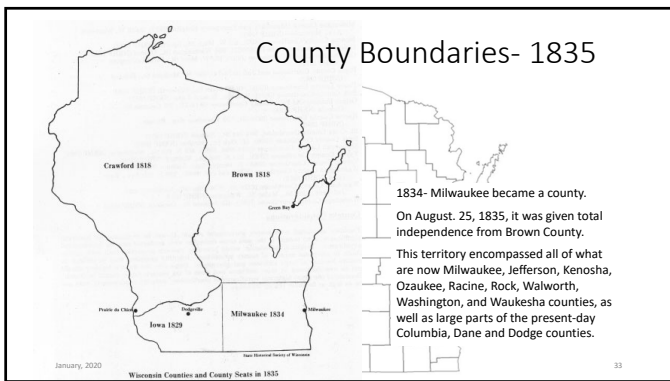 County Boundaries- 1835
Crawford 1818
Brown 1818
Green Bay
1834- Milwaukee became a county.
On August. 25, 1835, it was given total
independence from Brown County.
This territory encompassed all of what
are now Milwaukee, Jefferson, Kenosha,
Ozaukee, Racine, Rock, Walworth,
Washington, and Waukesha counties, as
well as large parts of the present-day
Columbia, Dane and Dodge counties.
Prairie du Chien
Dodgeville
Iowa 1829
Milwaukee 1834
Milwaukee
State Historical Society of Wisconsin
January, 2020
Wisconsin Counties and County Seats in 1835
33